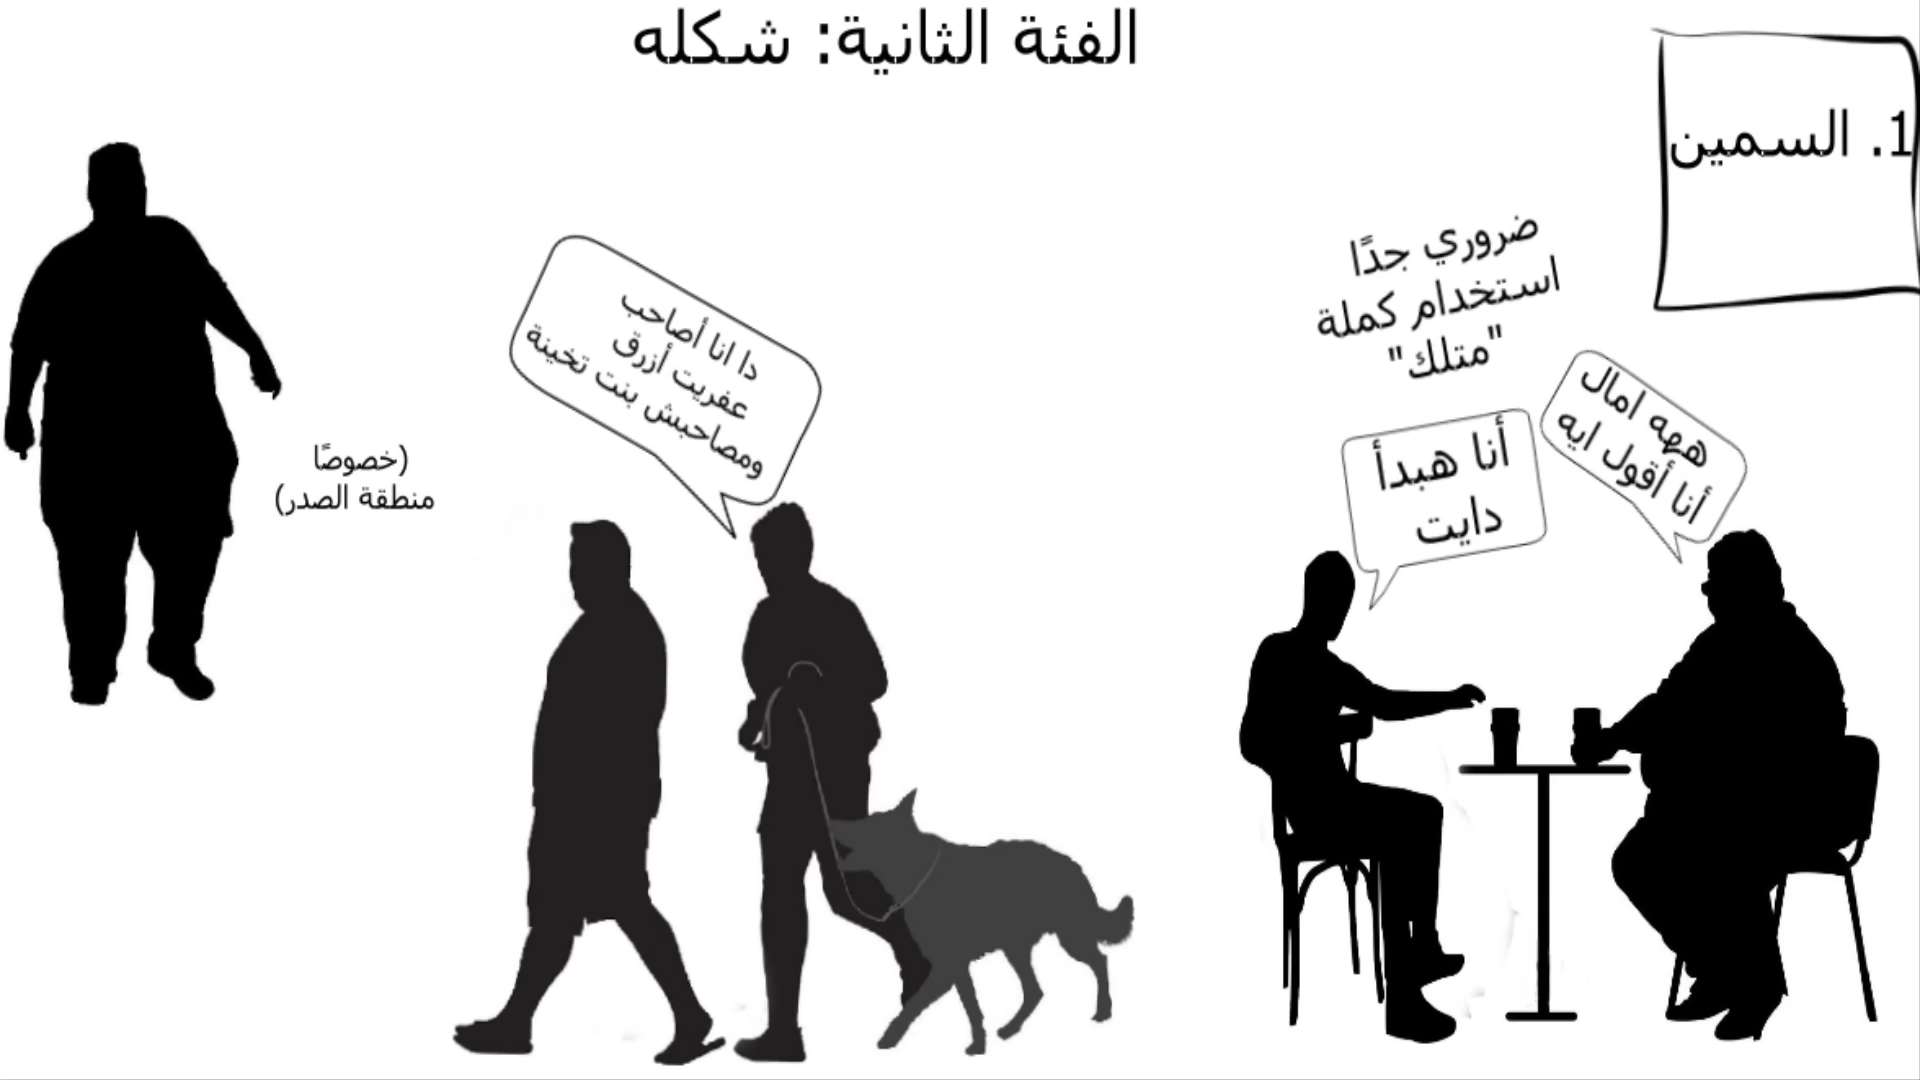 الفئة الثانية: شكله
1. السمين
ضروري جدًا
استخدام كملة
"متلك"
ههه امال
أنا أقول ايه
أنا هبدأ
دايت
دا انا أصاحب
عفريت أزرق
ومصاحبش بنت تخينة
(خصوصًا
منطقة الصدر)